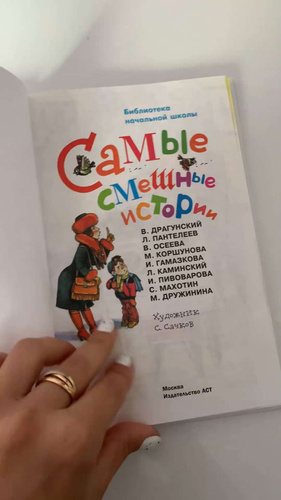 Библиотека
начальной школы
Самые
смешные
истории
В. ДРАГУНСКИЙ
Л. ПАНТЕЛЕЕВ
В. ОСЕЕВА
М. КОРШУНОВА
И. ГАМАЗКОВА
Л. КАМИНСКИЙ
И. ПИВОВАРОВА
С. МАХОТИН
М. ДРУЖИНИНА
Художник
С. Сачков
Москва
Издательство АСТ